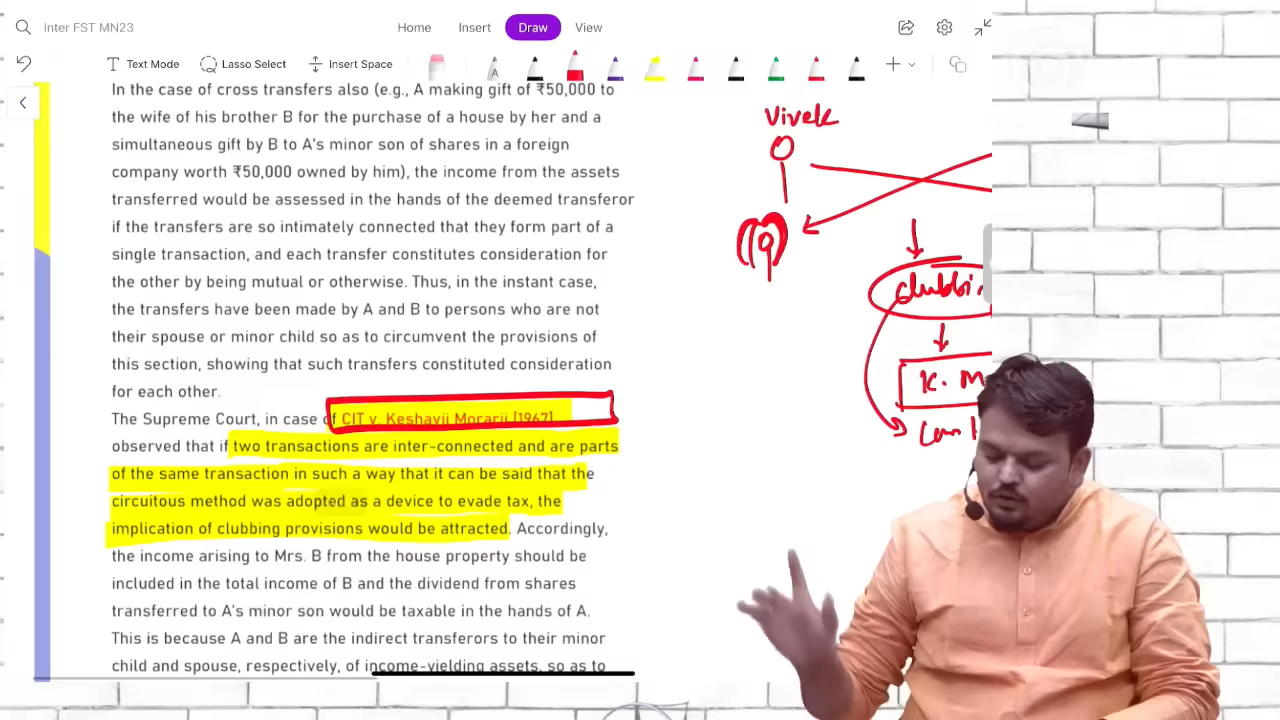 Inter FST MN23
Home Insert Draw View
Text Mode Lasso Select Insert Space
In the case of cross transfers also (e.g., A making gift of ₹50,000 to
the wife of his brother B for the purchase of a house by her and a
simultaneous gift by B to A's minor son of shares in a foreign
company worth ₹50,000 owned by him), the income from the assets
transferred would be assessed in the hands of the deemed transferor
if the transfers are so intimately connected that they form part of a
single transaction, and each transfer constitutes consideration for
the other by being mutual or otherwise. Thus, in the instant case,
the transfers have been made by A and B to persons who are not
their spouse or minor child so as to circumvent the provisions of
this section, showing that such transfers constituted consideration
for each other.
The Supreme Court, in case of CIT v. Keshavji Morarji [1967]
observed that if two transactions are inter-connected and are parts
of the same transaction in such a way that it can be said that the
circuitous method was adopted as a device to evade tax, the
implication of clubbing provisions would be attracted. Accordingly,
the income arising to Mrs. B from the house property should be
included in the total income of B and the dividend from shares
transferred to A's minor son would be taxable in the hands of A.
This is because A and B are the indirect transferors to their minor
child and spouse, respectively, of income-yielding assets, so as to
Vivek
clubbin
K. M